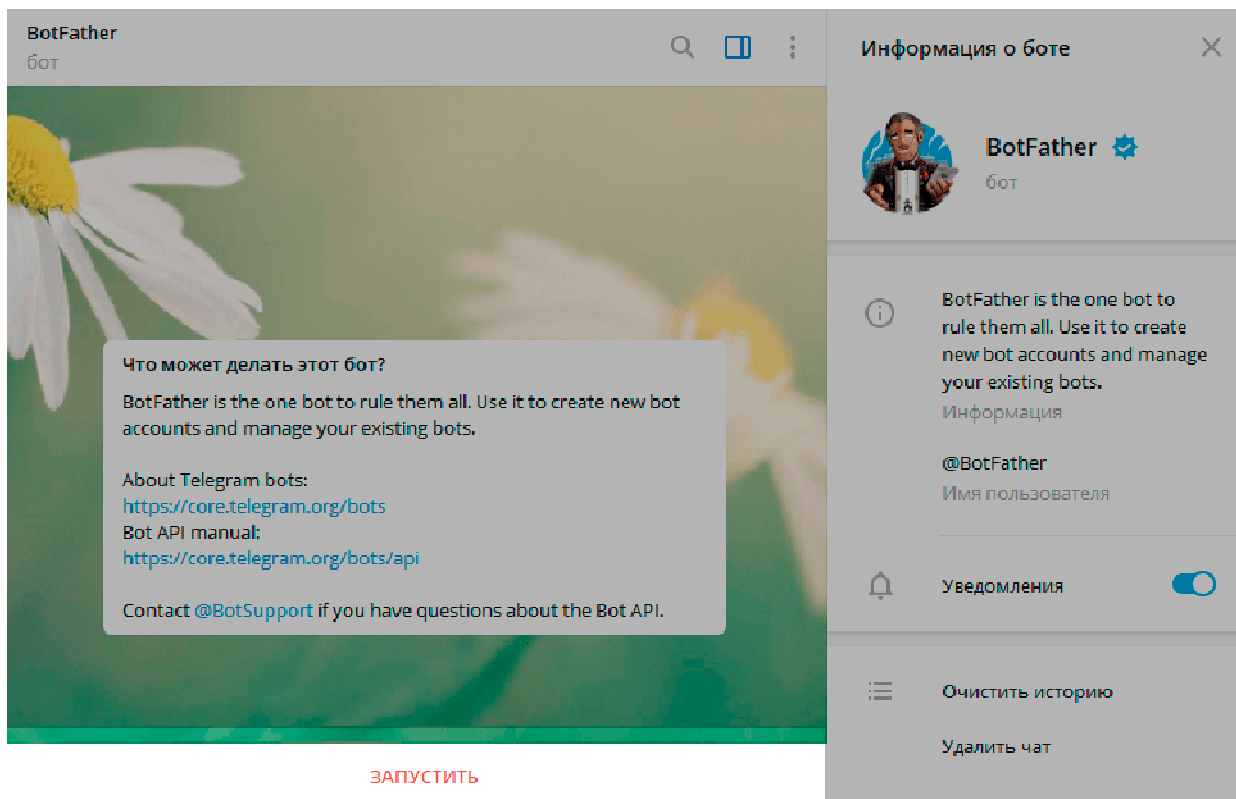 BotFather
бот
Что может делать этот бот?
BotFather is the one bot to rule them all. Use it to create new bot
accounts and manage your existing bots.
About Telegram bots:
https://core.telegram.org/bots
Bot API manual:
https://core.telegram.org/bots/api
Contact @BotSupport if you have questions about the Bot API.
ЗАПУСТИТЬ
Информация о боте
BotFather
бот
BotFather is the one bot to
rule them all. Use it to create
new bot accounts and manage
your existing bots.
Информация
@BotFather
Имя пользователя
Уведомления
Очистить историю
Удалить чат